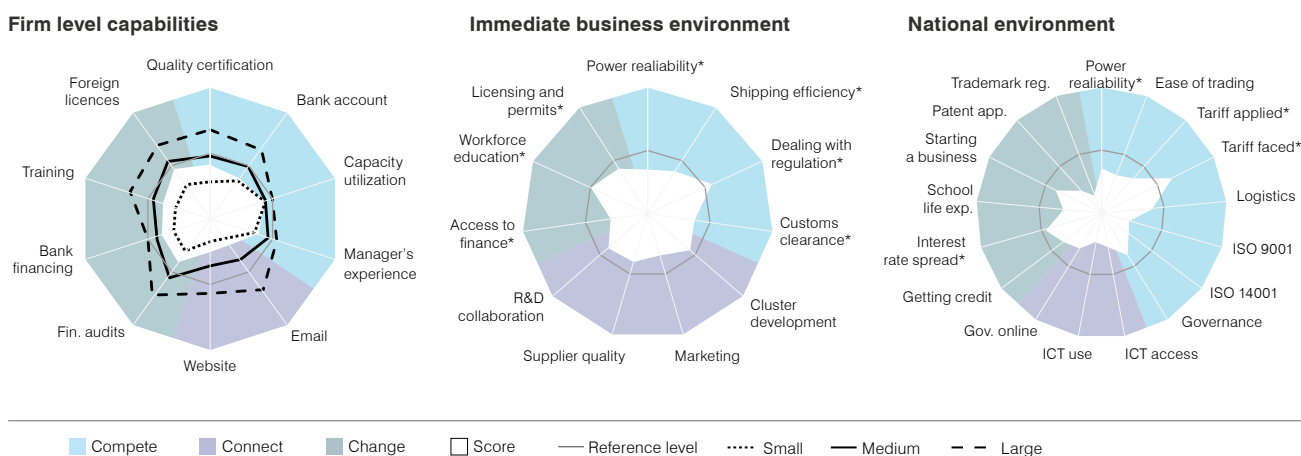 Firm level capabilities
Immediate business environment
National environment
Quality certification
Foreign
licences
Bank account
Training
Capacity
utilization
Bank
financing
Manager's
experience
Fin. audits
Email
Website
Power realiability*
Licensing and
permits*
Shipping efficiency*
Workforce
education*
Dealing with
regulation*
Access to
finance*
Customs
clearance*
R&D
collaboration
Cluster
development
Supplier quality
Marketing
Power
realiability*
Trademark reg.
Ease of trading
Patent app.
Tariff applied*
Starting
a business
Tariff faced*
School
life exp.
Logistics
Interest
rate spread*
ISO 9001
Getting credit
ISO 14001
Gov. online
Governance
ICT use
ICT access
Compete
Connect
Change
Score
Reference level
Small
Medium
Large